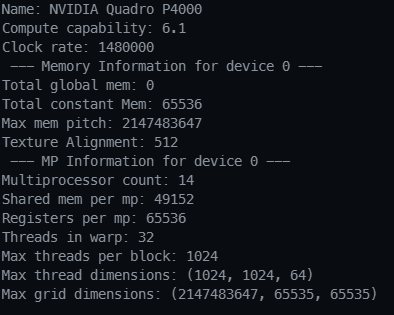 Name: NVIDIA Quadro P4000
Compute capability: 6.1
Clock rate: 1480000
--- Memory Information for device 0 ---
Total global mem: 0
Total constant Mem: 65536
Max mem pitch: 2147483647
Texture Alignment: 512
--- MP Information for device 0 ---
Multiprocessor count: 14
Shared mem per mp: 49152
Registers per mp: 65536
Threads in warp: 32
Max threads per block: 1024
Max thread dimensions: (1024, 1024, 64)
Max grid dimensions: (2147483647, 65535, 65535)